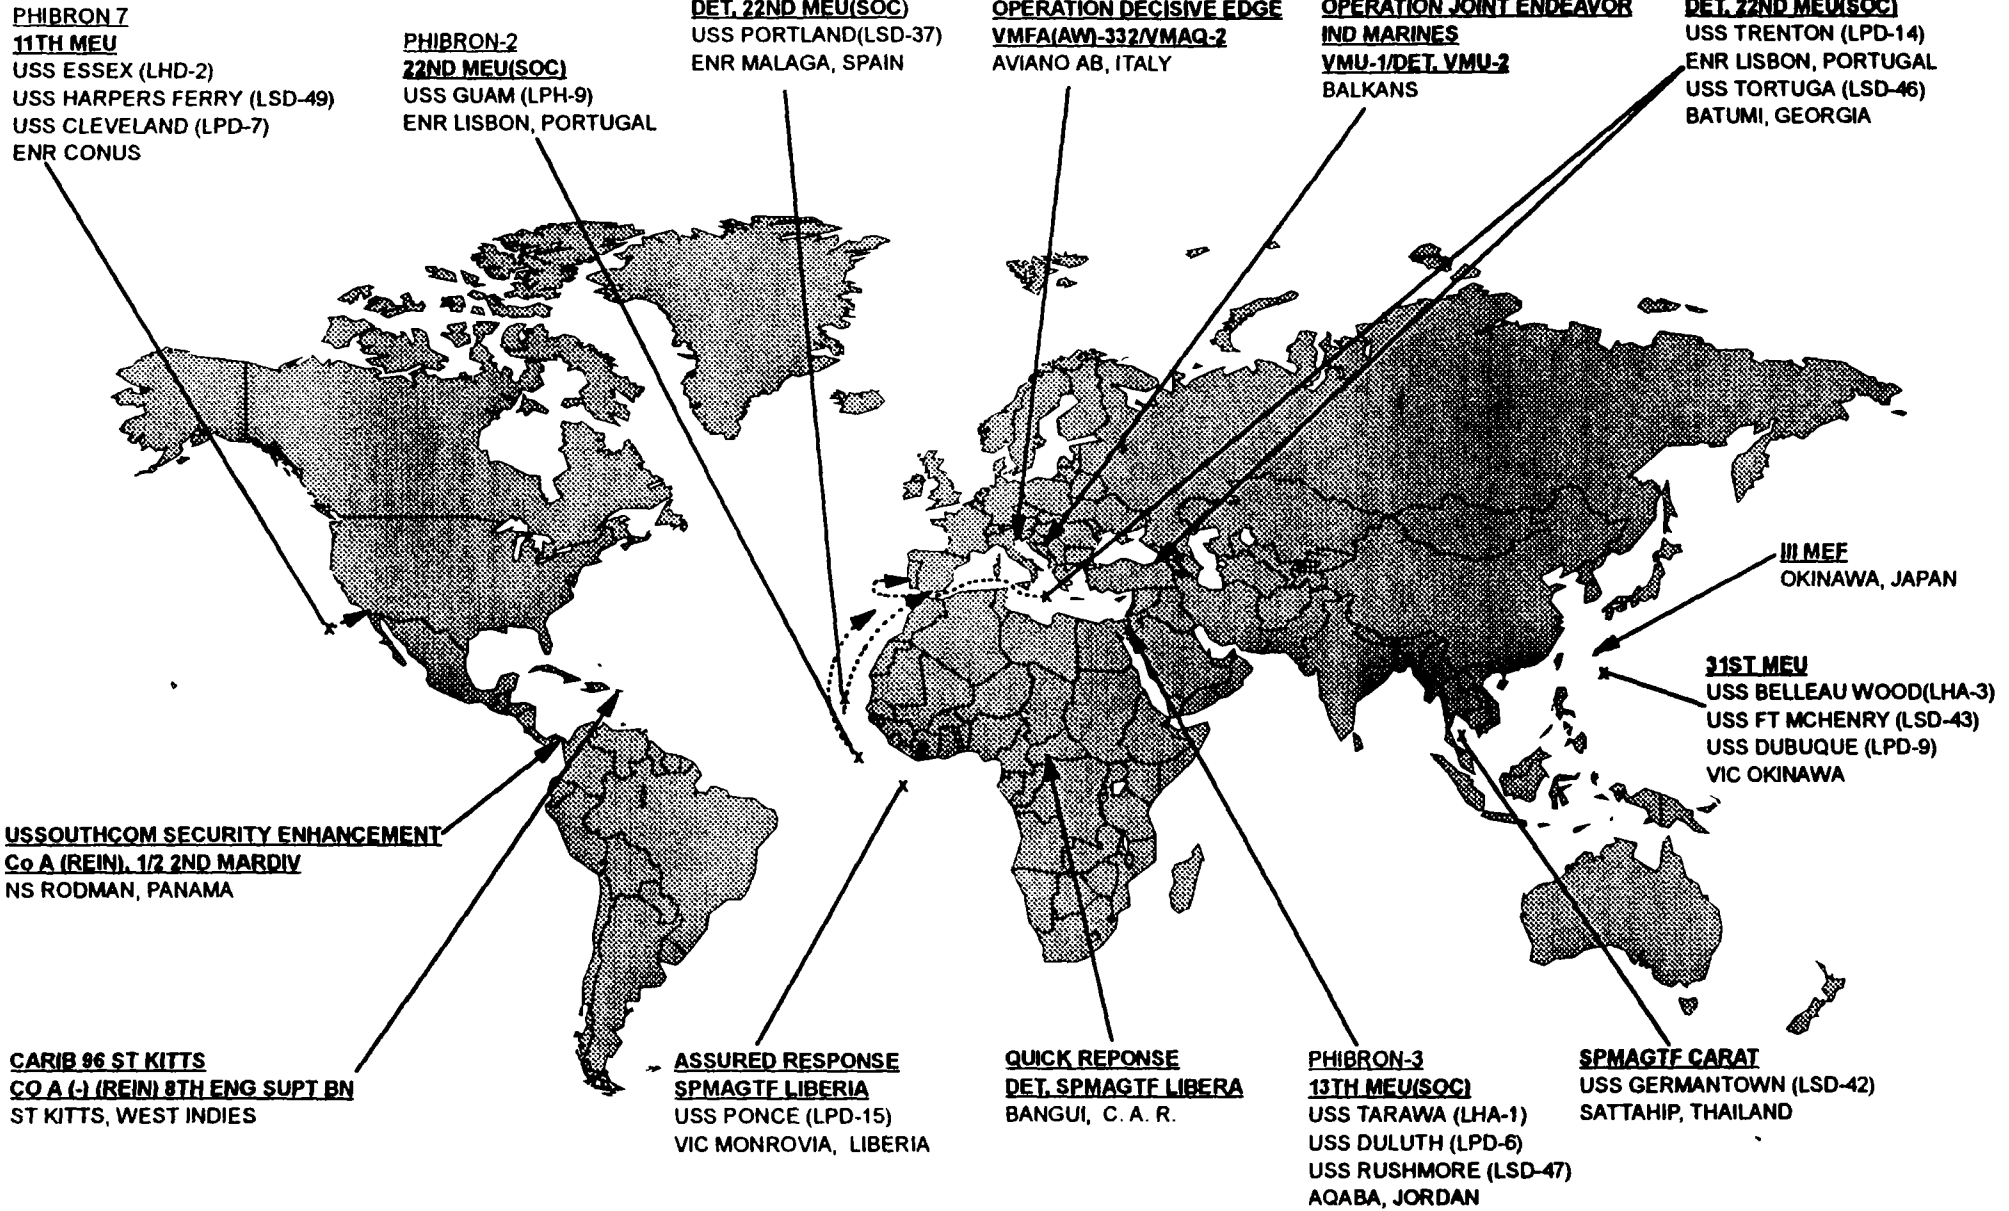 PHIBRON 7
11TH MEU
USS ESSEX (LHD-2)
USS HARPERS FERRY (LSD-49)
USS CLEVELAND (LPD-7)
ENR CONUS
PHIBRON-2
22ND MEU(SOC)
USS GUAM (LPH-9)
ENR LISBON, PORTUGAL
DET, 22ND MEU(SOC)
USS PORTLAND(LSD-37)
ENR MALAGA, SPAIN
OPERATION DECISIVE EDGE
VMFA(AW)-332/VMAQ-2
AVIANO AB, ITALY
OPERATION JOINT ENDEAVOR
IND MARINES
VMU-1/DET, VMU-2
BALKANS
DET, 22ND MEU(SOC)
USS TRENTON (LPD-14)
ENR LISBON, PORTUGAL
USS TORTUGA (LSD-46)
BATUMI, GEORGIA
III MEF
OKINAWA, JAPAN
31ST MEU
USS BELLEAU WOOD(LHA-3)
USS FT MCHENRY (LSD-43)
USS DUBUQUE (LPD-9)
VIC OKINAWA
USSOUTHCOM SECURITY ENHANCEMENT
Co A (REIN), 1/2 2ND MARDIV
NS RODMAN, PANAMA
CARIB 96 ST KITTS
CO A (-) (REIN) 8TH ENG SUPT BN
ST KITTS, WEST INDIES
ASSURED RESPONSE
SPMAGTF LIBERIA
USS PONCE (LPD-15)
VIC MONROVIA, LIBERIA
QUICK REPONSE
DET, SPMAGTF LIBERA
BANGUI, C. A. R.
PHIBRON-3
13TH MEU(SOC)
USS TARAWA (LHA-1)
USS DULUTH (LPD-6)
USS RUSHMORE (LSD-47)
AQABA, JORDAN
SPMAGTF CARAT
USS GERMANTOWN (LSD-42)
SATTAHIP, THAILAND